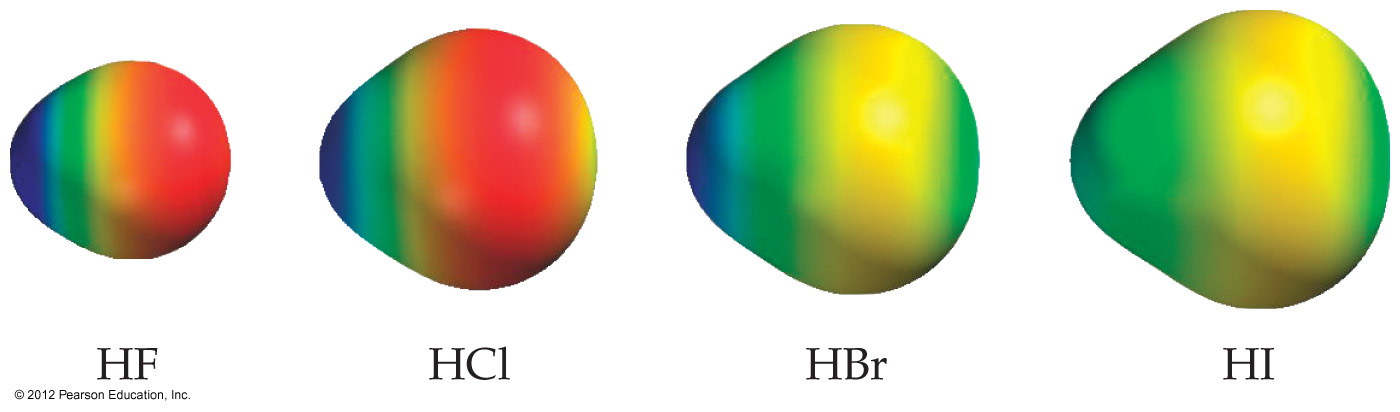 HF HCl HBr HI
© 2012 Pearson Education, Inc.